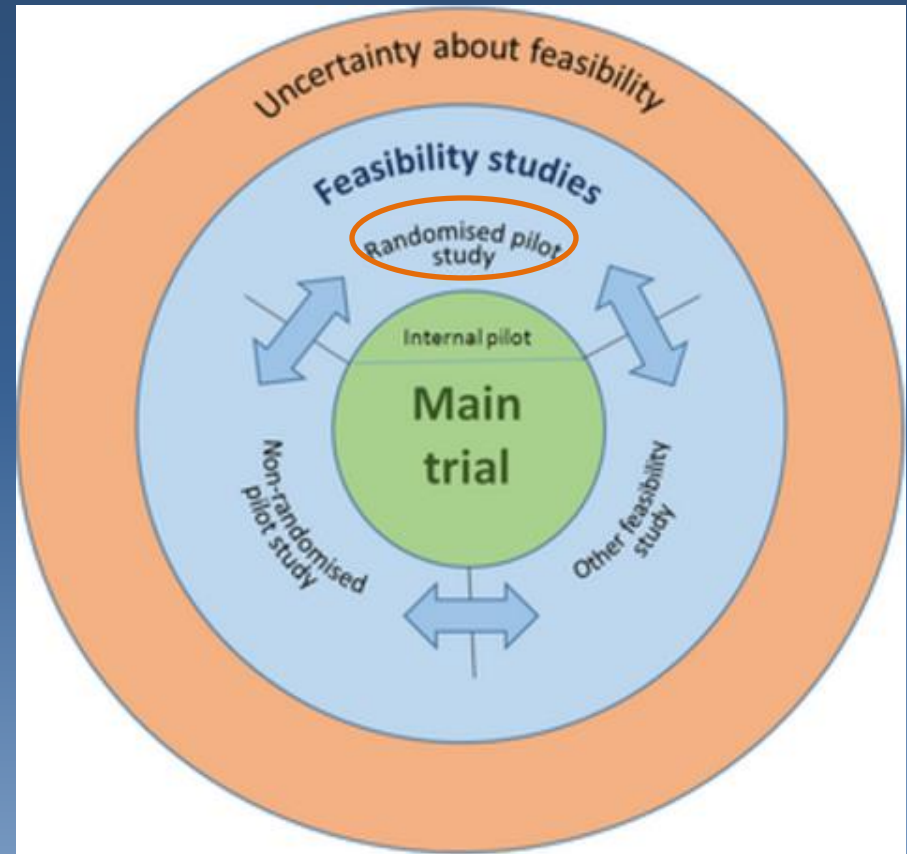 Uncertainty about feasibility
Feasibility studies
Randomised pilot
study
Internal pilot
Main
trial
Non-randomised
pilot study
Other feasibility
study